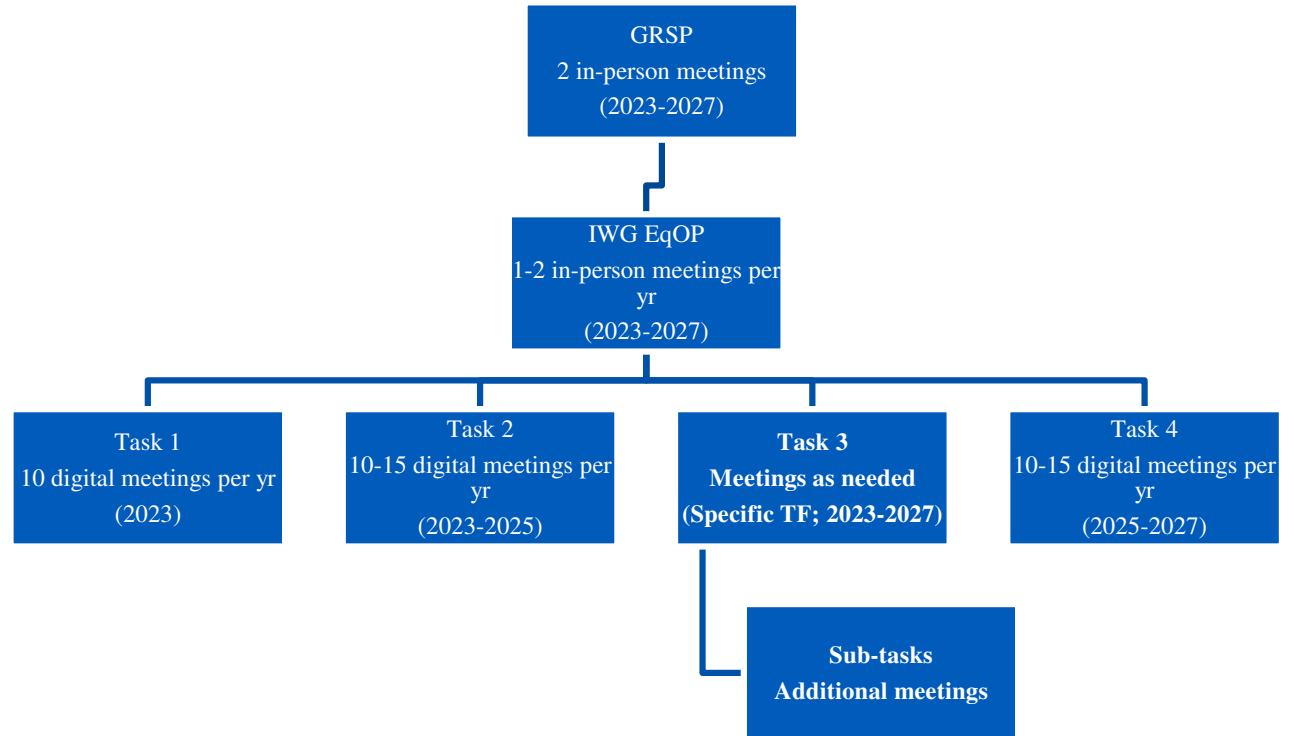 GRSP
2 in-person meetings
(2023-2027)
IWG EqOP
1-2 in-person meetings per
yr
(2023-2027)
Task 1
10 digital meetings per yr
(2023)
Task 2
10-15 digital meetings per
yr
(2023-2025)
Task 3
Meetings as needed
(Specific TF; 2023-2027)
Task 4
10-15 digital meetings per
yr
(2025-2027)
Sub-tasks
Additional meetings